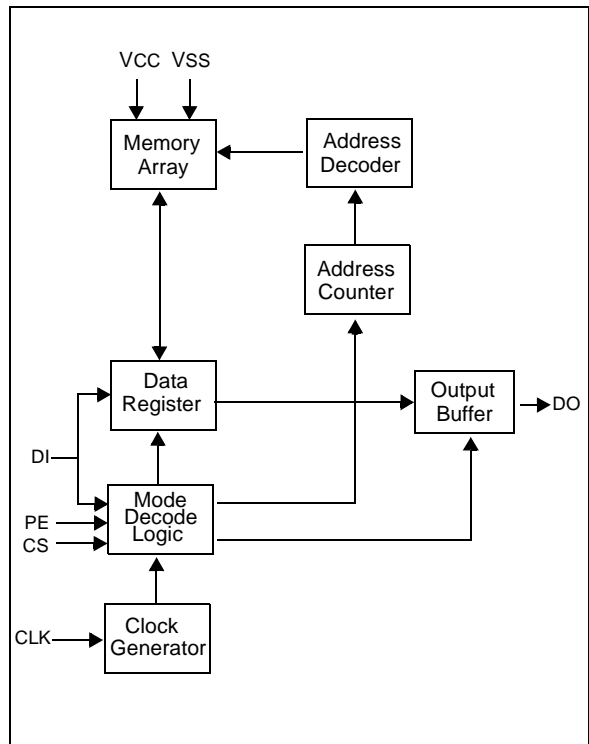 VCC VSS
Memory
Array
Address
Decoder
Address
Counter
Data
Register
Output
Buffer
DO
DI
Mode
Decode
Logic
PE
CS
CLK
Clock
Generator